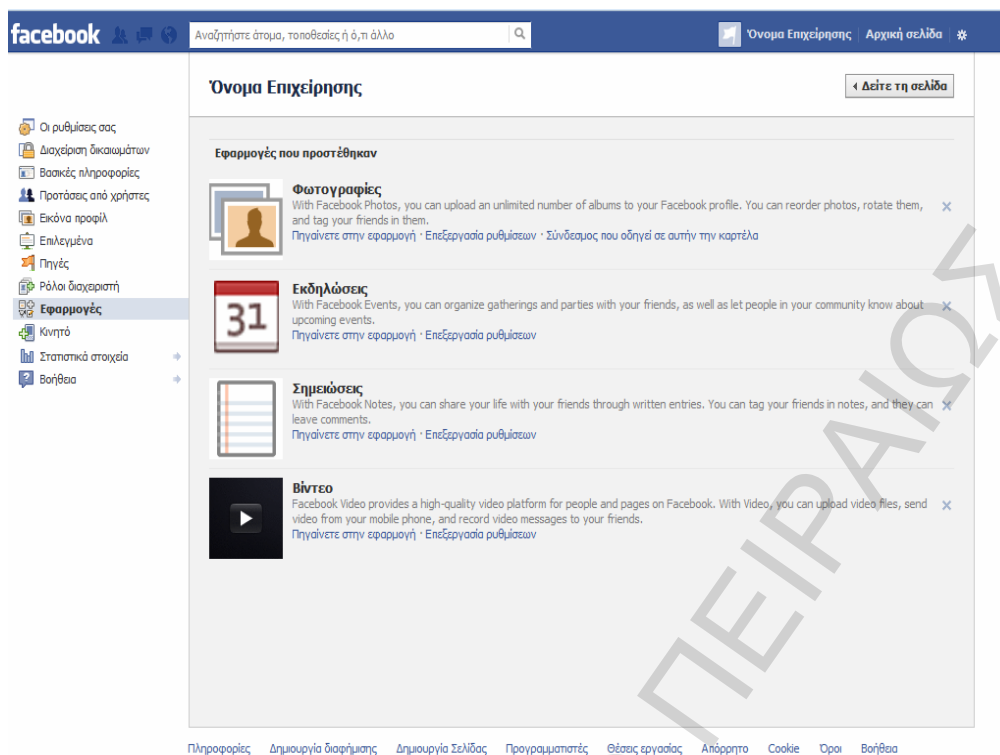 facebook
Αναζητήστε άτομα, τοποθεσίες ή ό,τι άλλο
Όνομα Επιχείρησης
Αρχική σελίδα
Όνομα Επιχείρησης
Δείτε τη σελίδα
Οι ρυθμίσεις σας
Διαχείριση δικαιωμάτων
Βασικές πληροφορίες
Προτάσεις από χρήστες
Εικόνα προφίλ
Επιλεγμένα
Πηγές
Ρόλοι διαχειριστή
Εφαρμογές
Κινητό
Στατιστικά στοιχεία
Βοήθεια
Εφαρμογές που προστέθηκαν
Φωτογραφίες
With Facebook Photos, you can upload an unlimited number of albums to your Facebook profile. You can reorder photos, rotate them,
and tag your friends in them.
Πηγαίνετε στην εφαρμογή · Επεξεργασία ρυθμίσεων · Σύνδεσμος που οδηγεί σε αυτήν την καρτέλα
31
Εκδηλώσεις
With Facebook Events, you can organize gatherings and parties with your friends, as well as let people in your community know about
upcoming events.
Πηγαίνετε στην εφαρμογή · Επεξεργασία ρυθμίσεων
Σημειώσεις
With Facebook Notes, you can share your life with your friends through written entries. You can tag your friends in notes, and they can
leave comments.
Πηγαίνετε στην εφαρμογή · Επεξεργασία ρυθμίσεων
Βίντεο
Facebook Video provides a high-quality video platform for people and pages on Facebook. With Video, you can upload video files, send
video from your mobile phone, and record video messages to your friends.
Πηγαίνετε στην εφαρμογή · Επεξεργασία ρυθμίσεων
ΠΕΙΡΑΙΩΣ
Πληροφορίες Δημιουργία διαφήμισης Δημιουργία Σελίδας Προγραμματιστές Θέσεις εργασίας Απόρρητο Cookie Όροι Βοήθεια